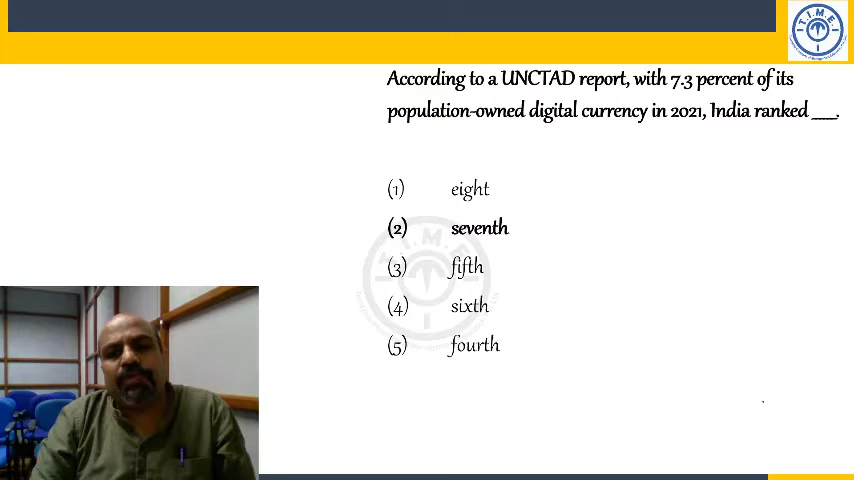 T.I.M.E.
According to a UNCTAD report, with 7.3 percent of its
population-owned digital currency in 2021, India ranked ____.
(1) eight
(2) seventh
(3) fifth
(4) sixth
(5) fourth
T.I.M.E.